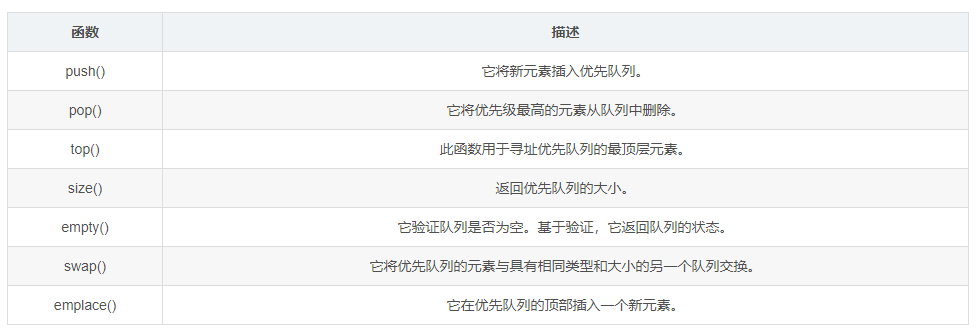 函数 描述
push() 它将新元素插入优先队列。
pop() 它将优先级最高的元素从队列中删除。
top() 此函数用于寻址优先队列的最顶层元素。
size() 返回优先队列的大小。
empty() 它验证队列是否为空。基于验证，它返回队列的状态。
swap() 它将优先队列的元素与具有相同类型和大小的另一个队列交换。
emplace() 它在优先队列的顶部插入一个新元素。